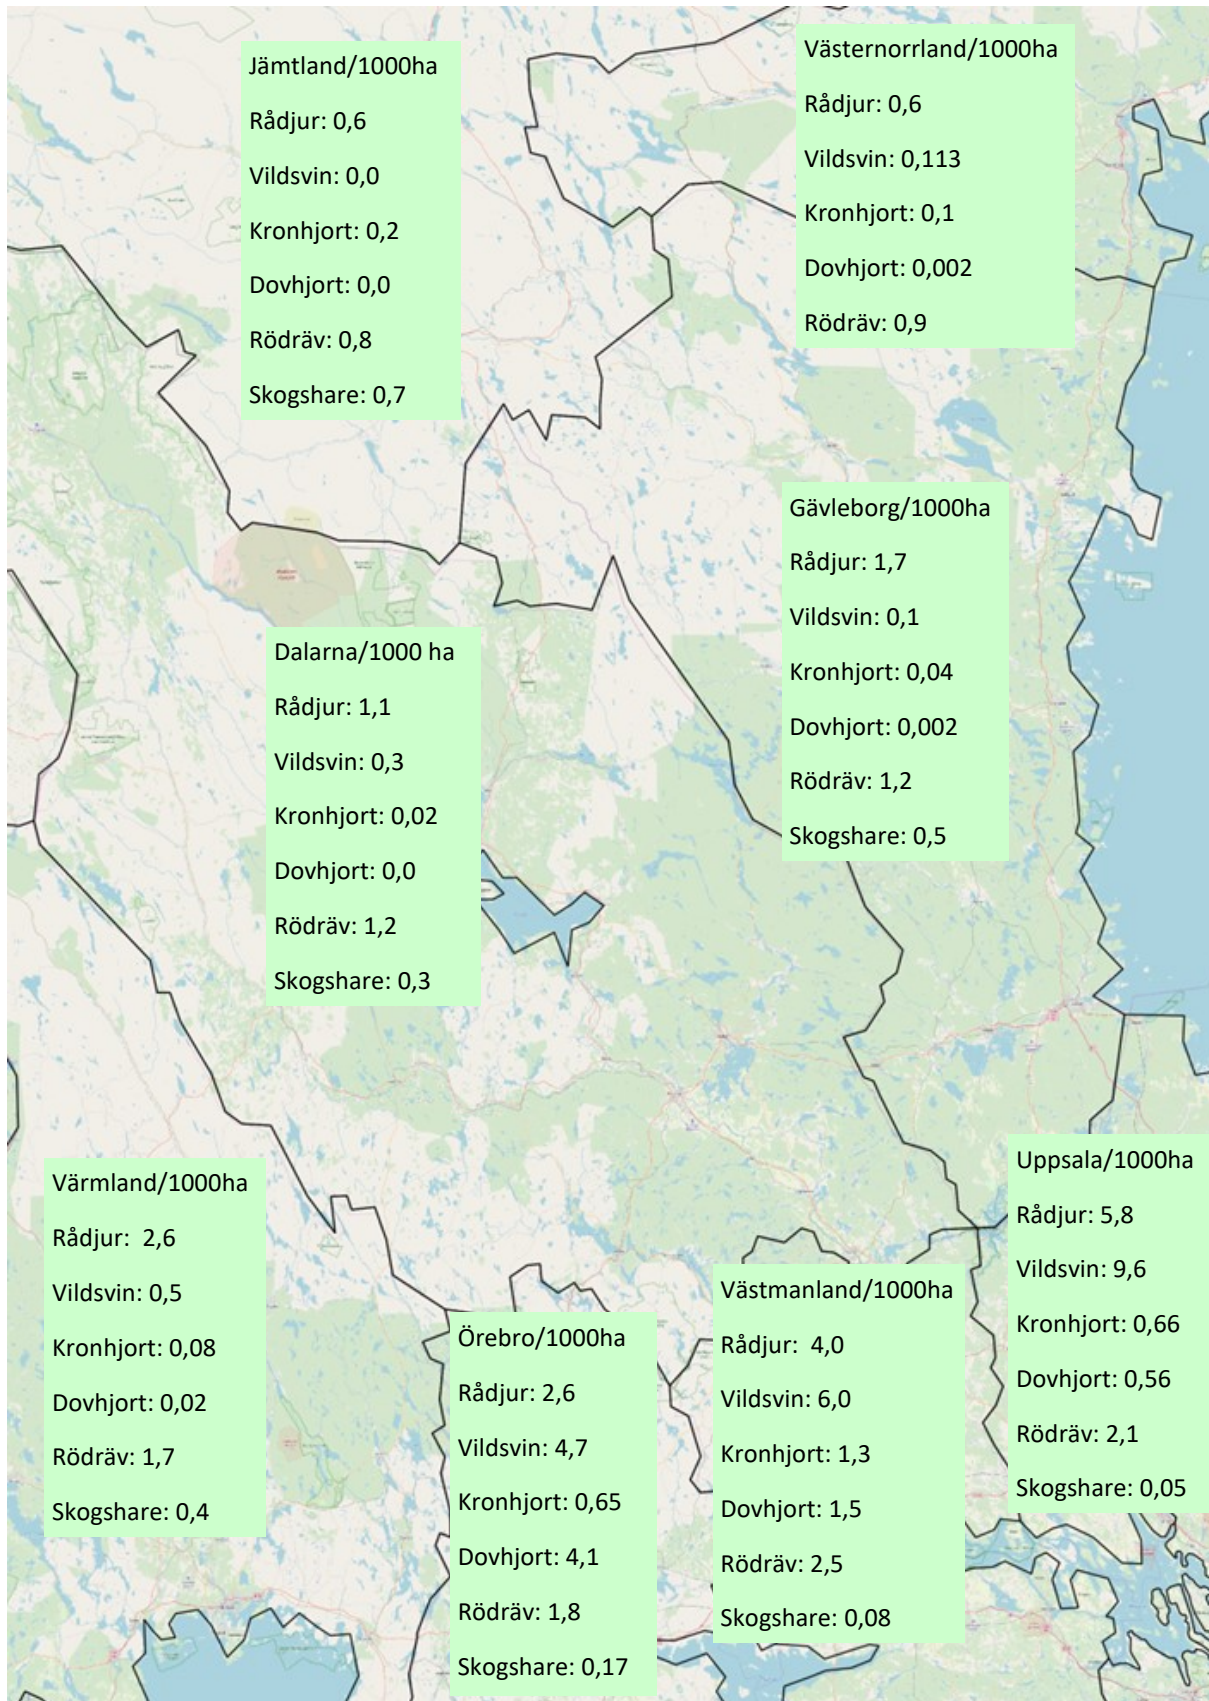 Jämtland/1000ha
Rådjur: 0,6
Vildsvin: 0,0
Kronhjort: 0,2
Dovhjort: 0,0
Rödräv: 0,8
Skogshare: 0,7
Västernorrland/1000ha
Rådjur: 0,6
Vildsvin: 0,113
Kronhjort: 0,1
Dovhjort: 0,002
Rödräv: 0,9
Gävleborg/1000ha
Rådjur: 1,7
Vildsvin: 0,1
Kronhjort: 0,04
Dovhjort: 0,002
Rödräv: 1,2
Skogshare: 0,5
Dalarna/1000 ha
Rådjur: 1,1
Vildsvin: 0,3
Kronhjort: 0,02
Dovhjort: 0,0
Rödräv: 1,2
Skogshare: 0,3
Värmland/1000ha
Rådjur:  2,6
Vildsvin: 0,5
Kronhjort: 0,08
Dovhjort: 0,02
Rödräv: 1,7
Skogshare: 0,4
Örebro/1000ha
Rådjur: 2,6
Vildsvin: 4,7
Kronhjort: 0,65
Dovhjort: 4,1
Rödräv: 1,8
Skogshare: 0,17
Västmanland/1000ha
Rådjur:  4,0
Vildsvin: 6,0
Kronhjort: 1,3
Dovhjort: 1,5
Rödräv: 2,5
Skogshare: 0,08
Uppsala/1000ha
Rådjur: 5,8
Vildsvin: 9,6
Kronhjort: 0,66
Dovhjort: 0,56
Rödräv: 2,1
Skogshare: 0,05